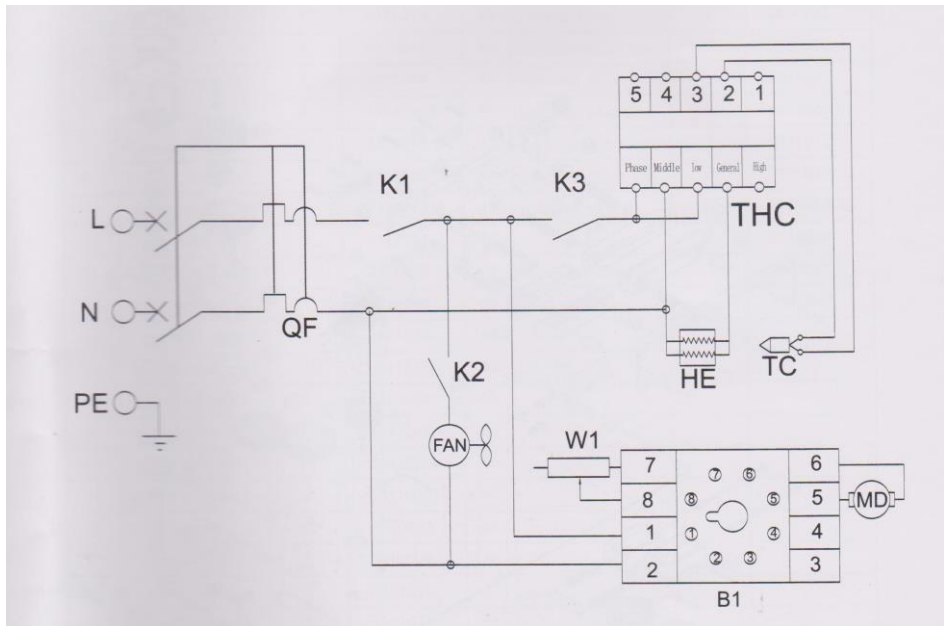 5 4 3 2 1
Phase Middle low General High
THC
K1
K3
L
N
QF
K2
HE
TC
PE
FAN
W1
7
8
1
2
7 6
8 5
1 4
2 3
6
5
4
3
MD
B1